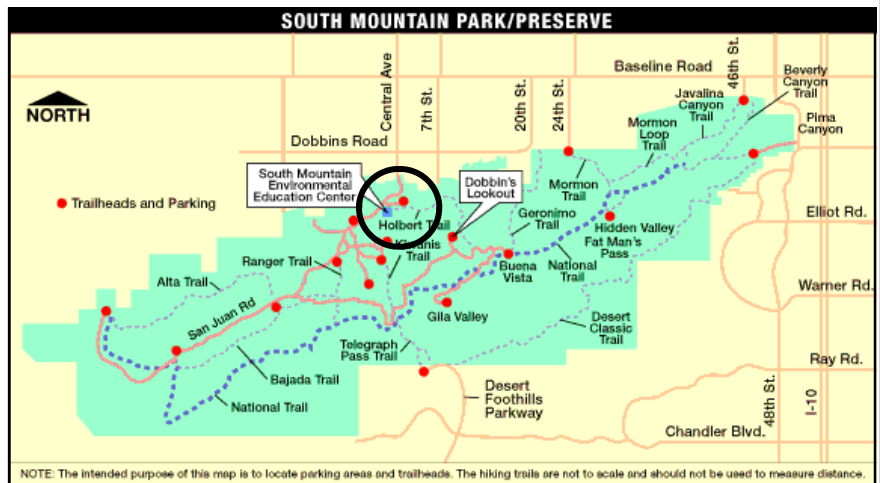 SOUTH MOUNTAIN PARK/PRESERVE
NORTH
Central Ave
7th St.
20th St.
24th St.
Baseline Road
46th St.
Beverly
Canyon
Trail
Javalina
Canyon
Trail
Mormon
Loop
Trail
Pima
Canyon
Dobbins Road
South Mountain
Environmental
Education Center
Dobbin's
Lookout
Mormon
Trail
Trailheads and Parking
Holbert Trail
Kiwanis
Trail
Geronimo
Trail
Hidden Valley
Fat Man's
Pass
Elliot Rd.
Ranger Trail
Buena
Vista
National
Trail
Alta Trail
San Juan Rd
Gila Valley
Warner Rd.
Desert
Classic
Trail
Telegraph
Pass Trail
Bajada Trail
National Trail
Ray Rd.
Desert
Foothills
Parkway
48th St.
I-10
Chandler Blvd.
NOTE: The intended purpose of this map is to locate parking areas and trailheads. The hiking trails are not to scale and should not be used to measure distance.